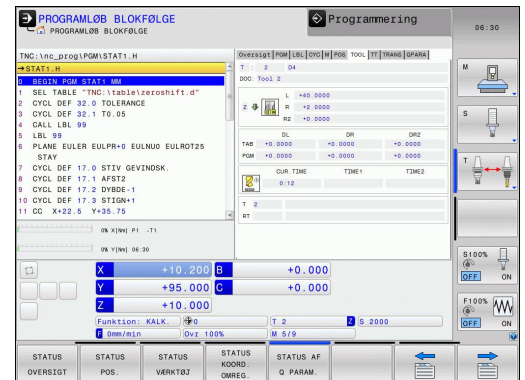 PROGRAMLØB BLOKFØLGE
PROGRAMLØB BLOKFØLGE
Programmering
06:30
TNC:\nc_prog\PGM\STAT1.H
→STAT1.H
0 BEGIN PGM STAT1 MM
1 SEL TABLE "TNC:\table\zeroshift.d"
2 CYCL DEF 32.0 TOLERANCE
3 CYCL DEF 32.1 T0.05
4 CALL LBL 99
5 LBL 99
6 PLANE EULER EULPR+0 EULNU0 EULROT25
STAY
7 CYCL DEF 17.0 STIV GEVINDSK.
8 CYCL DEF 17.1 AFST2
9 CYCL DEF 17.2 DYBDE-1
10 CYCL DEF 17.3 STIGN+1
11 CC X+22.5 Y+35.75
Oversigt PGM LBL CYC M POS TOOL TT TRANS QPARA
T : 2 D4
DOC: Tool 2
Z L +40.0000
R +2.0000
R2 +0.0000
DL DR DR2
TAB +0.0000 +0.0000 +0.0000
PGM +0.0000 +0.0000 +0.0000
CUR.TIME TIME1 TIME2
0:12
T 2
RT
0% X[Nm] P1 -T1
0% Y[Nm] 06:30
X +10.200 B +0.000
Y +95.000 C +0.000
Z +10.000
Funktion: KALK. 0 T 2 Z S 2000
F 0mm/min Ovr 100% M 5/9
M
S
T
S100%
OFF ON
F100%
OFF ON
STATUS OVERSIGT
STATUS POS.
STATUS VÆRKTØJ
STATUS KOORD. OMREG.
STATUS AF Q PARAM.